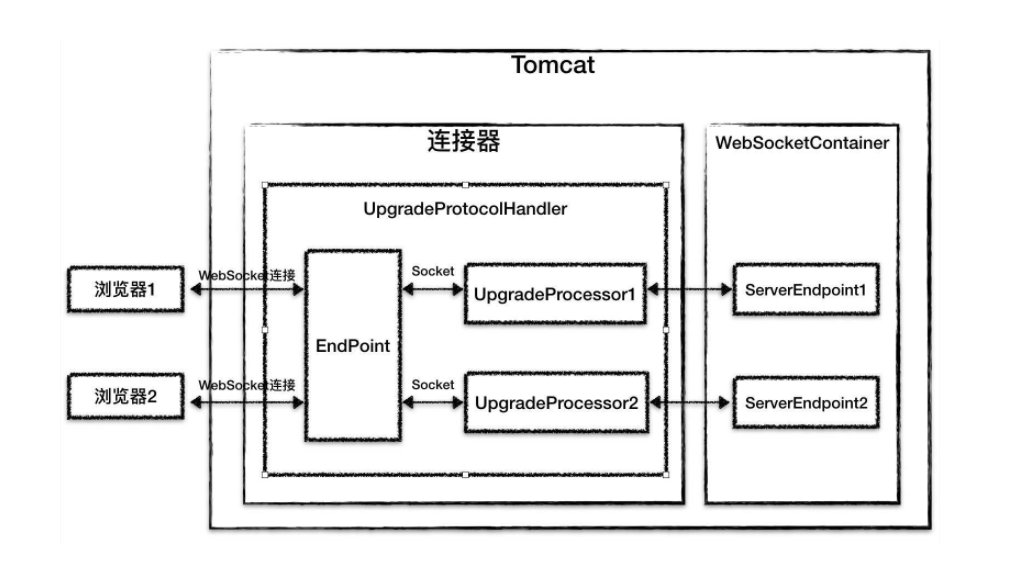 Tomcat
连接器
WebSocketContainer
UpgradeProtocolHandler
浏览器1
WebSocket连接
EndPoint
Socket
UpgradeProcessor1
ServerEndpoint1
浏览器2
WebSocket连接
Socket
UpgradeProcessor2
ServerEndpoint2